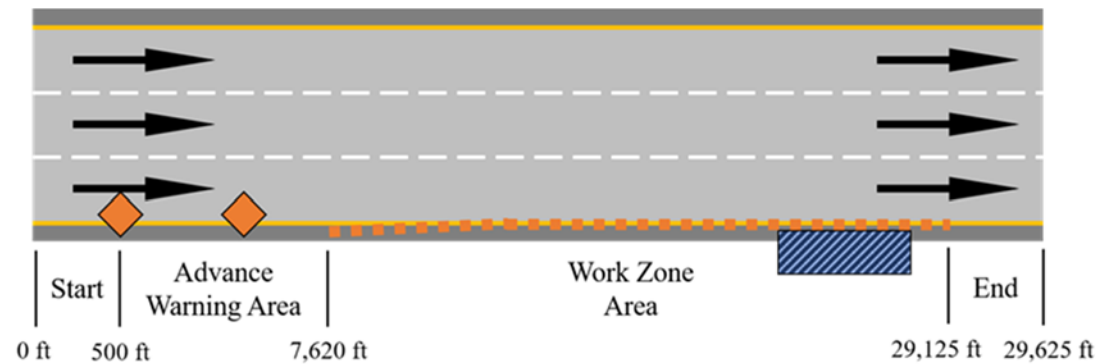 Start
Advance
Warning Area
Work Zone
Area
End
0 ft
500 ft
7,620 ft
29,125 ft
29,625 ft